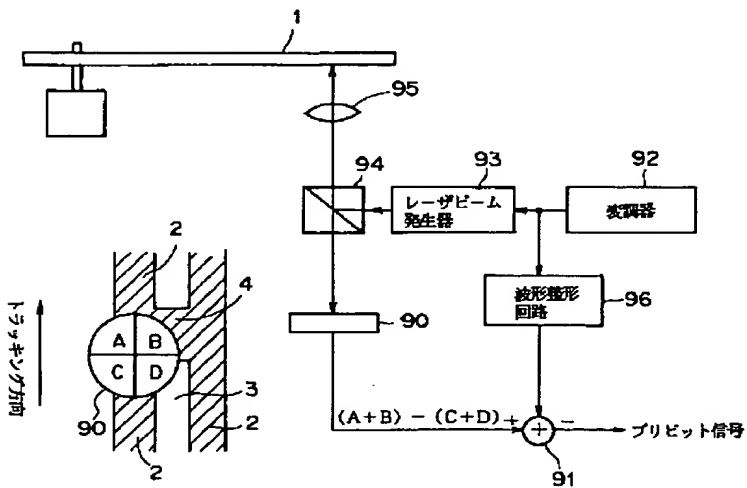 1
95
94
93
92
レーザビーム
発生器
変調器
2
4
A
B
C
D
3
90
2
2
トラッキング方向
90
波形整形
回路
96
(A+B)-(C+D)
+
+
-
91
プリピット信号